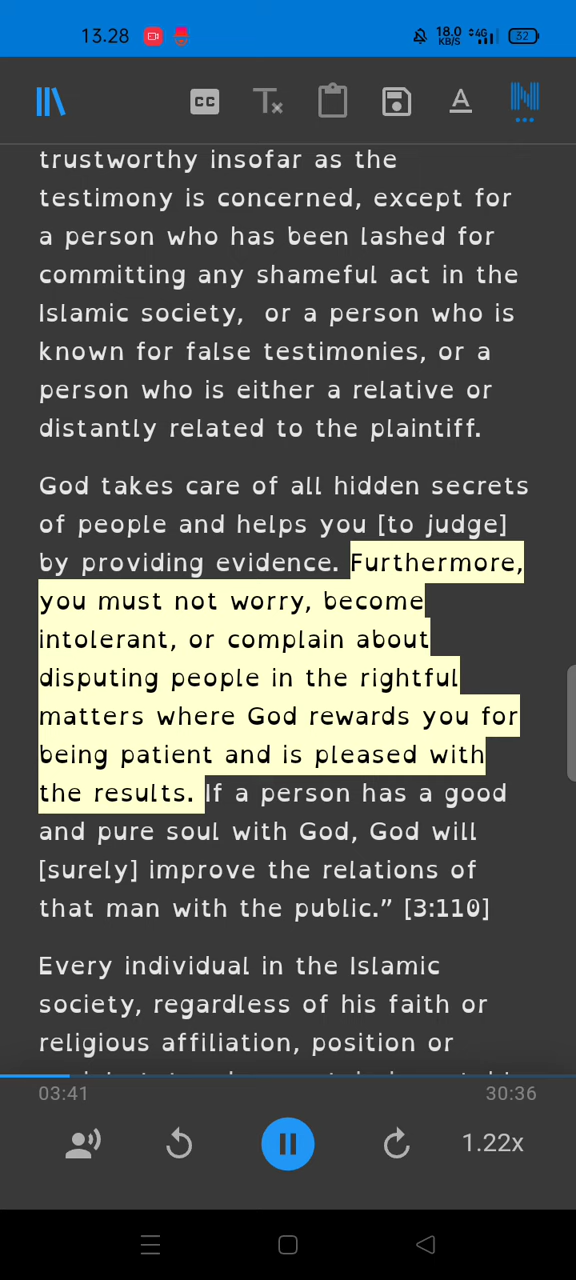 13.28
18.0
KB/S
4G
32
CC
trustworthy insofar as the
testimony is concerned, except for
a person who has been lashed for
committing any shameful act in the
Islamic society,  or a person who is
known for false testimonies, or a
person who is either a relative or
distantly related to the plaintiff.
God takes care of all hidden secrets
of people and helps you [to judge]
by providing evidence. Furthermore,
you must not worry, become
intolerant, or complain about
disputing people in the rightful
matters where God rewards you for
being patient and is pleased with
the results. If a person has a good
and pure soul with God, God will
[surely] improve the relations of
that man with the public.” [3:110]
Every individual in the Islamic
society, regardless of his faith or
religious affiliation, position or
03:41
30:36
1.22x